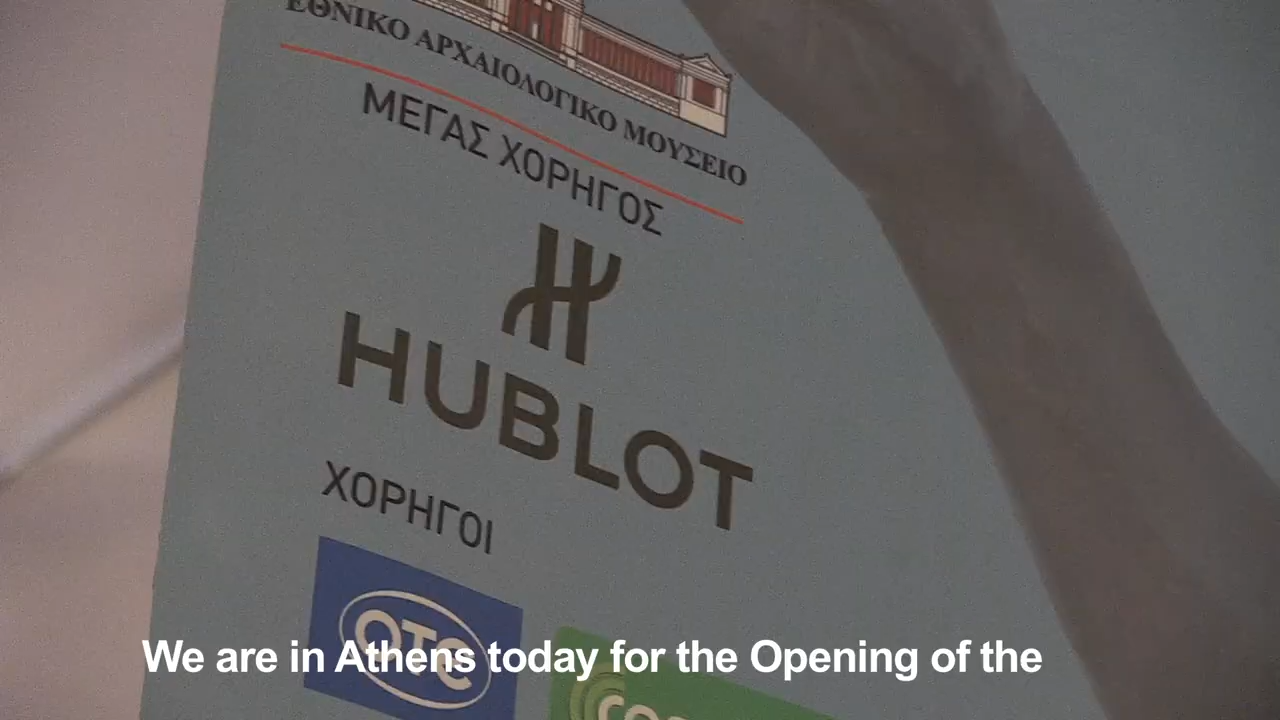 ΕΘΝΙΚΟ ΑΡΧΑΙΟΛΟΓΙΚΟ ΜΟΥΣΕΙΟ
ΜΕΓΑΣ ΧΟΡΗΓΟΣ
HUBLOT
ΧΟΡΗΓΟΙ
OTE
We are in Athens today for the Opening of the